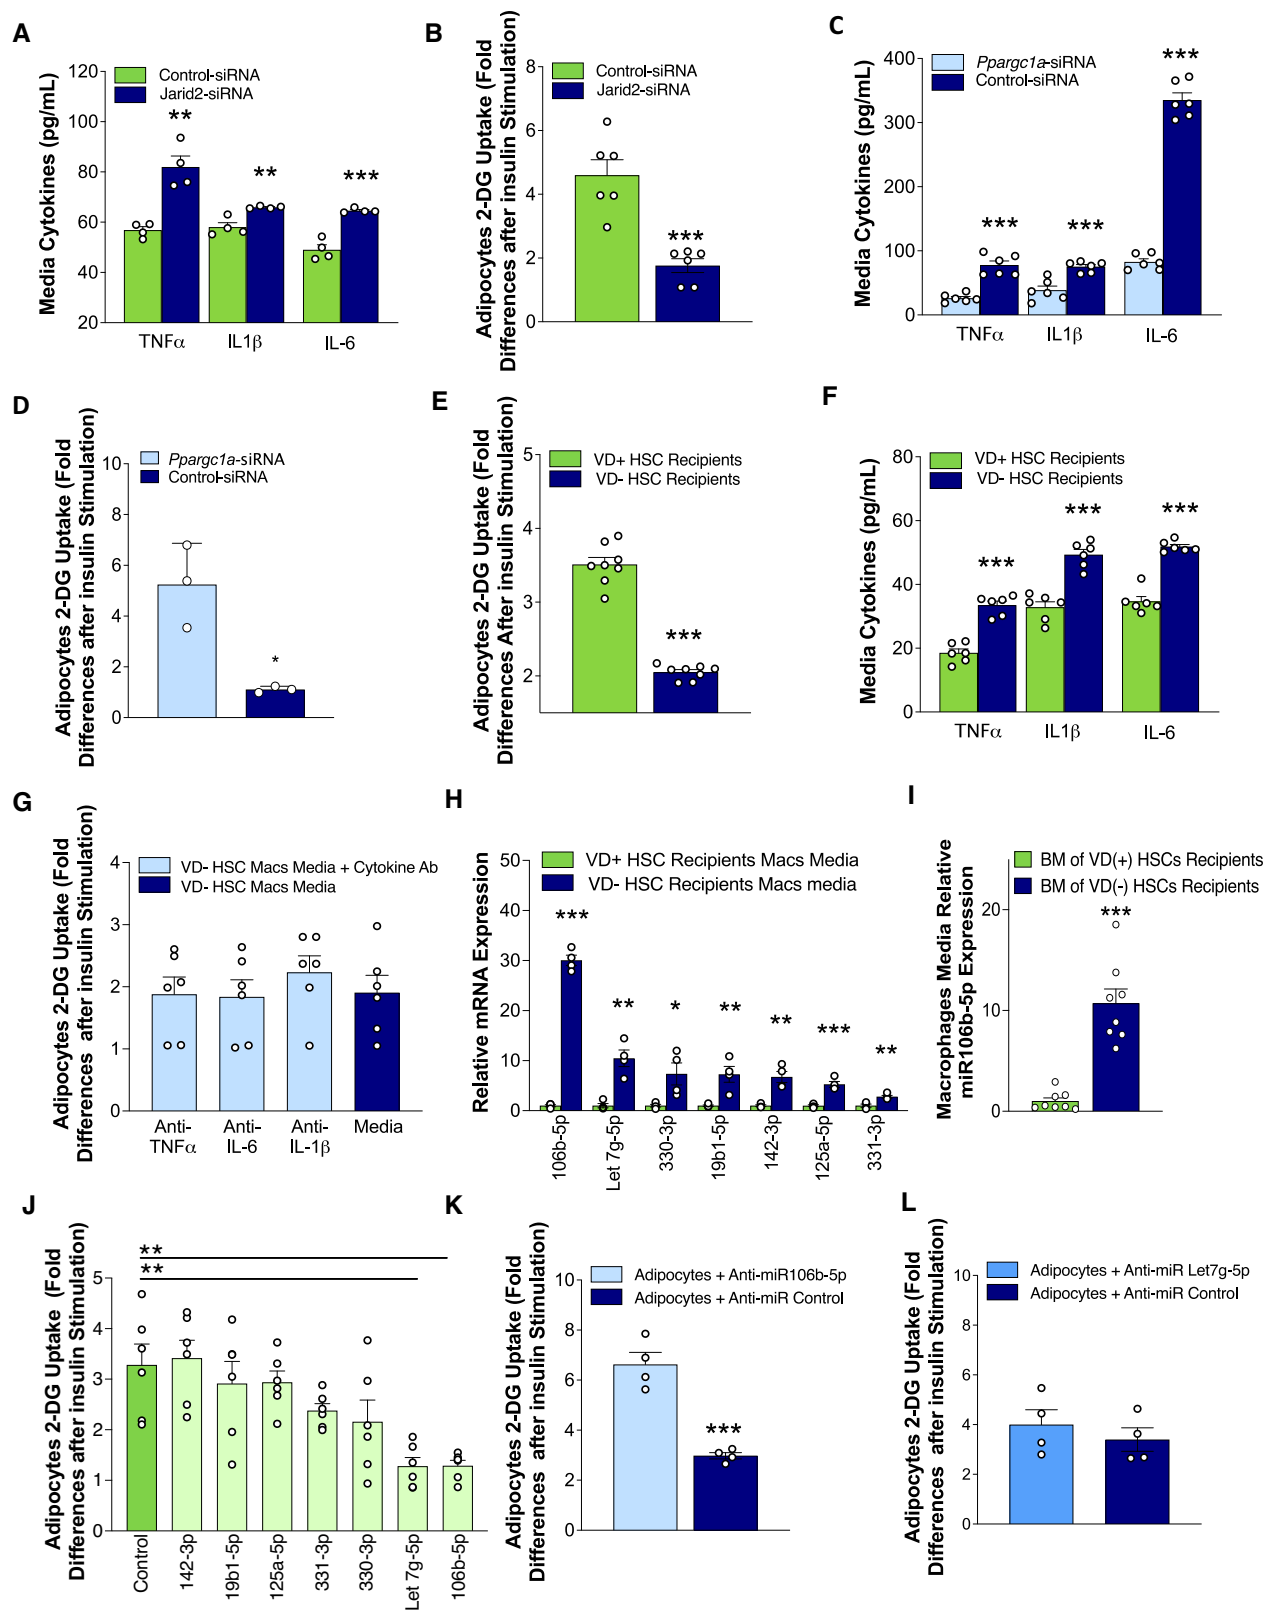 A
Media Cytokines (pg/mL)
120
100
80
60
40
20
Control-siRNA
Jarid2-siRNA
**
**
***
TNFα
IL1β
IL-6
B
Adipocytes 2-DG Uptake (Fold
Differences after insulin Stimulation)
8
6
4
2
0
Control-siRNA
Jarid2-siRNA
***
C
Media Cytokines (pg/mL)
400
300
200
100
0
Ppargc1a-siRNA
Control-siRNA
***
***
***
TNFα
IL1β
IL-6
D
Adipocytes 2-DG Uptake (Fold
Differences after insulin Stimulation)
10
8
6
4
2
0
Ppargc1a-siRNA
Control-siRNA
*
E
Adipocytes 2-DG Uptake (Fold
Differences After insulin Stimulation)
5
4
3
2
VD+ HSC Recipients
VD- HSC Recipients
***
F
Media Cytokines (pg/mL)
80
60
40
20
0
VD+ HSC Recipients
VD- HSC Recipients
***
***
***
TNFα
IL1β
IL-6
G
Adipocytes 2-DG Uptake (Fold
Differences after insulin Stimulation)
4
3
2
1
0
VD- HSC Macs Media + Cytokine Ab
VD- HSC Macs Media
Anti-
TNFα
Anti-
IL-6
Anti-
IL-1β
Media
H
Relative mRNA Expression
50
40
30
20
10
0
VD+ HSC Recipients Macs Media
VD- HSC Recipients Macs media
***
**
*
**
**
***
**
106b-5p
Let 7g-5p
330-3p
19b1-5p
142-3p
125a-5p
331-3p
I
Macrophages Media Relative
miR106b-5p Expression
20
10
0
BM of VD(+) HSCs Recipients
BM of VD(-) HSCs Recipients
***
J
Adipocytes 2-DG Uptake (Fold
Differences after insulin Stimulation)
5
4
3
2
1
0
**
**
Control
142-3p
19b1-5p
125a-5p
331-3p
330-3p
Let 7g-5p
106b-5p
K
Adipocytes 2-DG Uptake (Fold
Differences after insulin Stimulation)
10
8
6
4
2
0
Adipocytes + Anti-miR106b-5p
Adipocytes + Anti-miR Control
***
L
Adipocytes 2-DG Uptake (Fold
Differences after insulin Stimulation)
10
8
6
4
2
0
Adipocytes + Anti-miR Let7g-5p
Adipocytes + Anti-miR Control